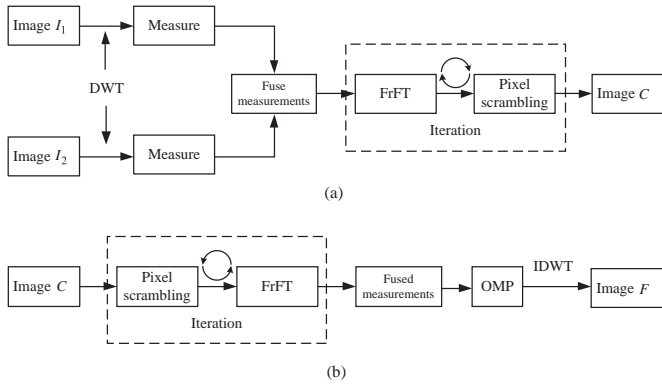 Image I₁
Measure
DWT
Fuse
measurements
FrFT
Pixel
scrambling
Iteration
Image C
Image I₂
Measure
(a)
Image C
Pixel
scrambling
FrFT
Iteration
Fused
measurements
OMP
IDWT
Image F
(b)